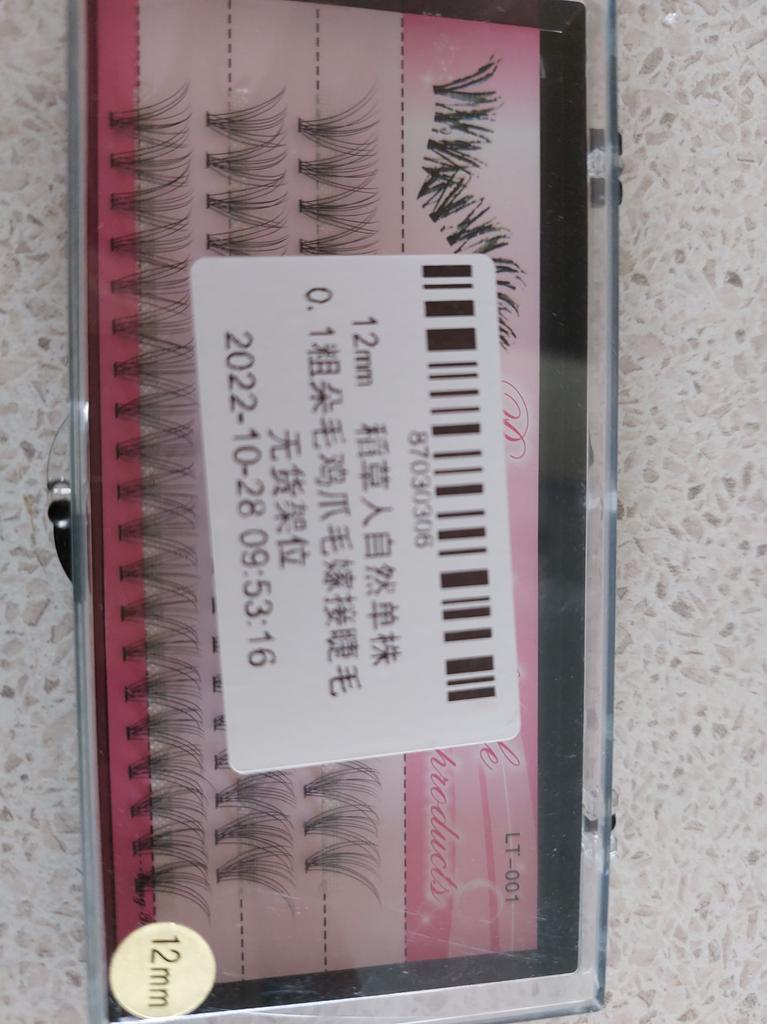 87030306
12mm 稻草人自然单株
0.1粗朵毛鸡爪毛嫁接睫毛
无货架位
2022-10-28 09:53:16
LT-001
12mm